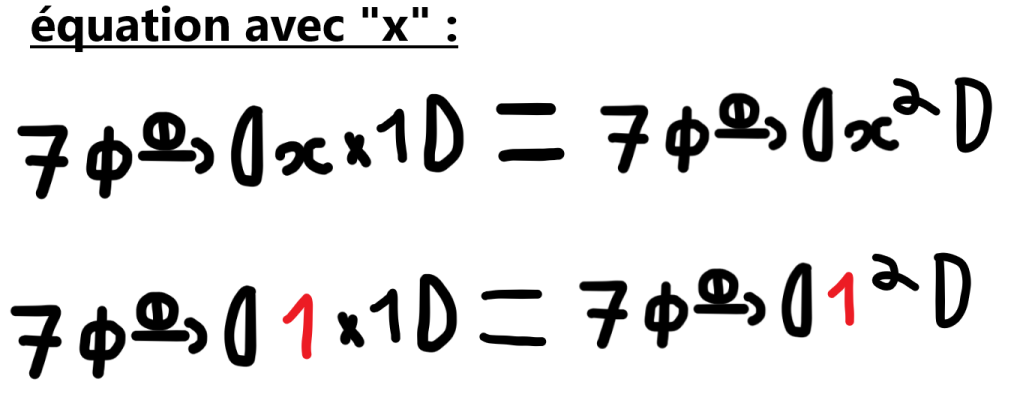 équation avec "x" :
7 φ ( x × 1 ) = 7 φ ( x² )
7 φ ( 1 × 1 ) = 7 φ ( 1² )